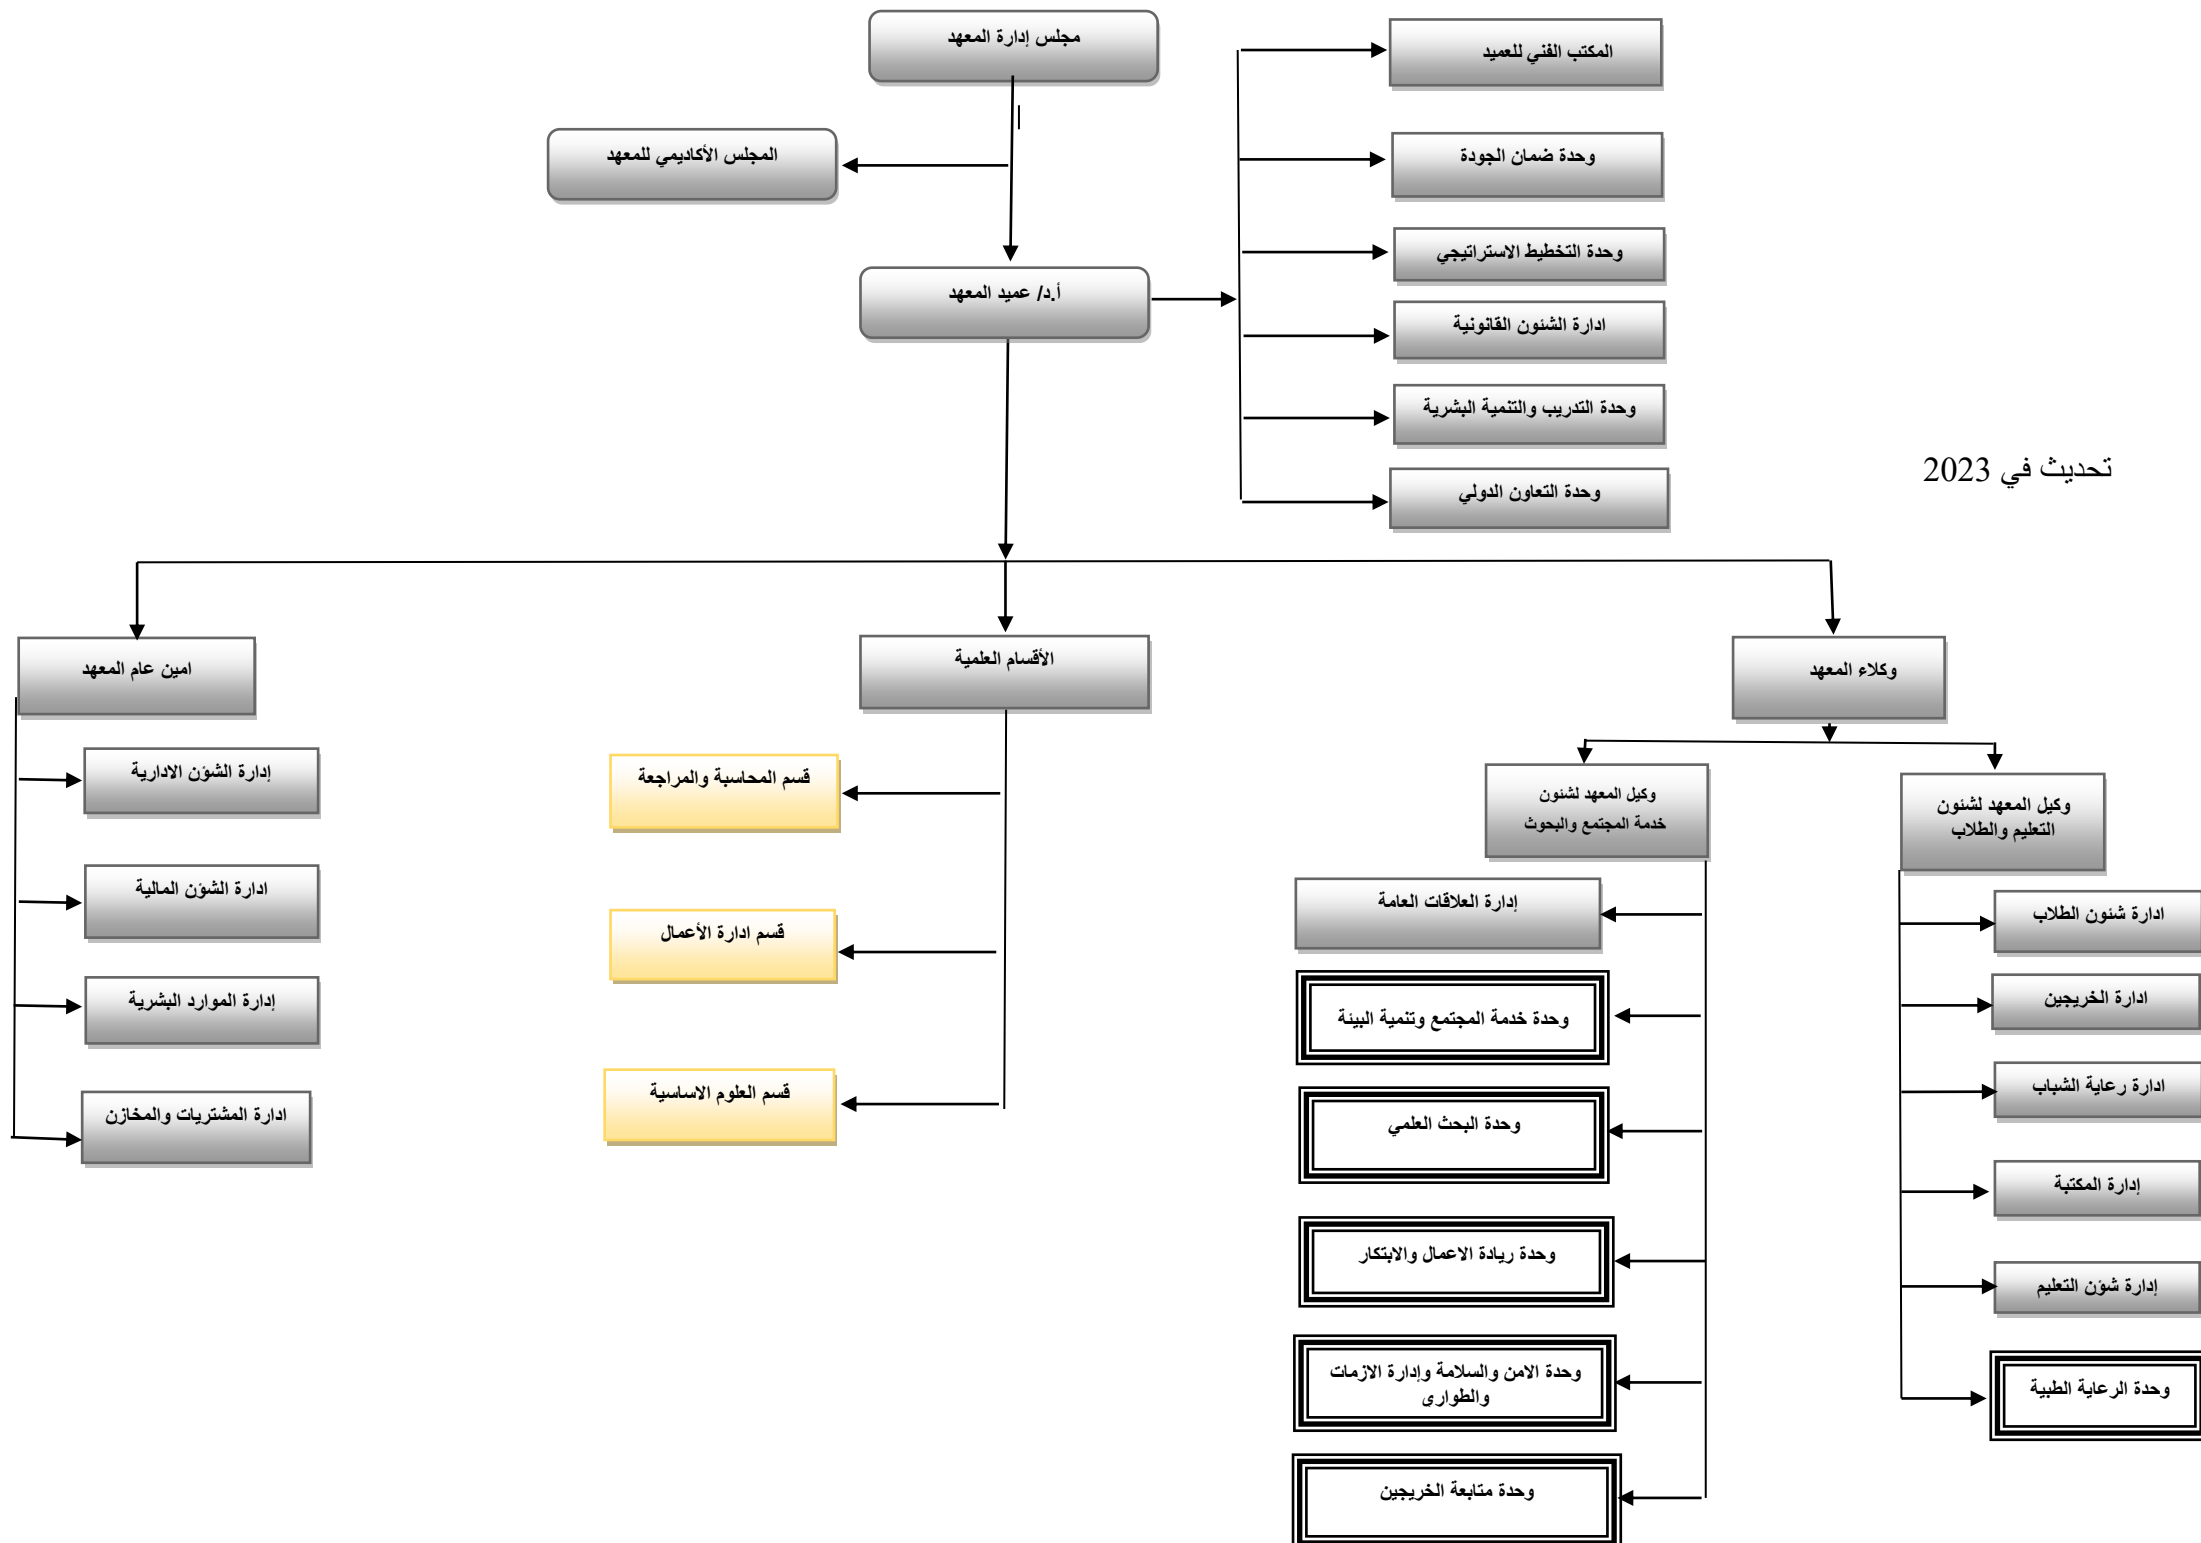 مجلس إدارة المعهد
المكتب الفني للعميد
المجلس الأكاديمي للمعهد
وحدة ضمان الجودة
وحدة التخطيط الاستراتيجي
أ.د/ عميد المعهد
ادارة الشئون القانونية
وحدة التدريب والتنمية البشرية
وحدة التعاون الدولي
تحديث في 2023
وكلاء المعهد
الأقسام العلمية
امين عام المعهد
وكيل المعهد لشئون
التعليم والطلاب
ادارة شئون الطلاب
ادارة الخريجين
ادارة رعاية الشباب
إدارة المكتبة
إدارة شؤن التعليم
وحدة الرعاية الطبية
وكيل المعهد لشئون
خدمة المجتمع والبحوث
إدارة العلاقات العامة
وحدة خدمة المجتمع وتنمية البيئة
وحدة البحث العلمي
وحدة ريادة الاعمال والابتكار
وحدة الامن والسلامة وإدارة الازمات
والطوارى
وحدة متابعة الخريجين
قسم المحاسبة والمراجعة
قسم ادارة الأعمال
قسم العلوم الاساسية
إدارة الشؤن الادارية
ادارة الشؤن المالية
إدارة الموارد البشرية
ادارة المشتريات والمخازن